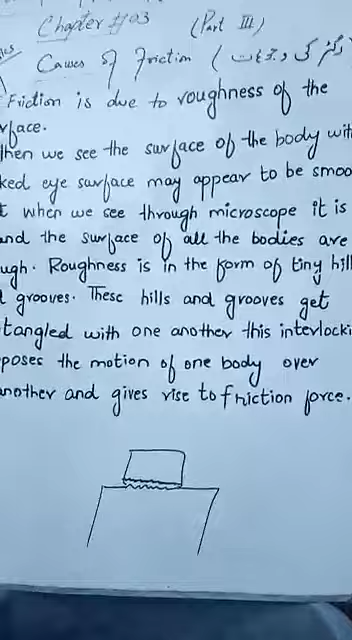 Chapter #03 (Part III)
Causes of Friction (رگڑ کی وجوہات)
Friction is due to roughness of the
rface.
hen we see the surface of the body with
ked eye surface may appear to be smoo
t when we see through microscope it is
nd the surface of all the bodies are
ugh. Roughness is in the form of tiny hill
grooves. These hills and grooves get
tangled with one another this interlocki
poses the motion of one body over
nother and gives rise to friction force.